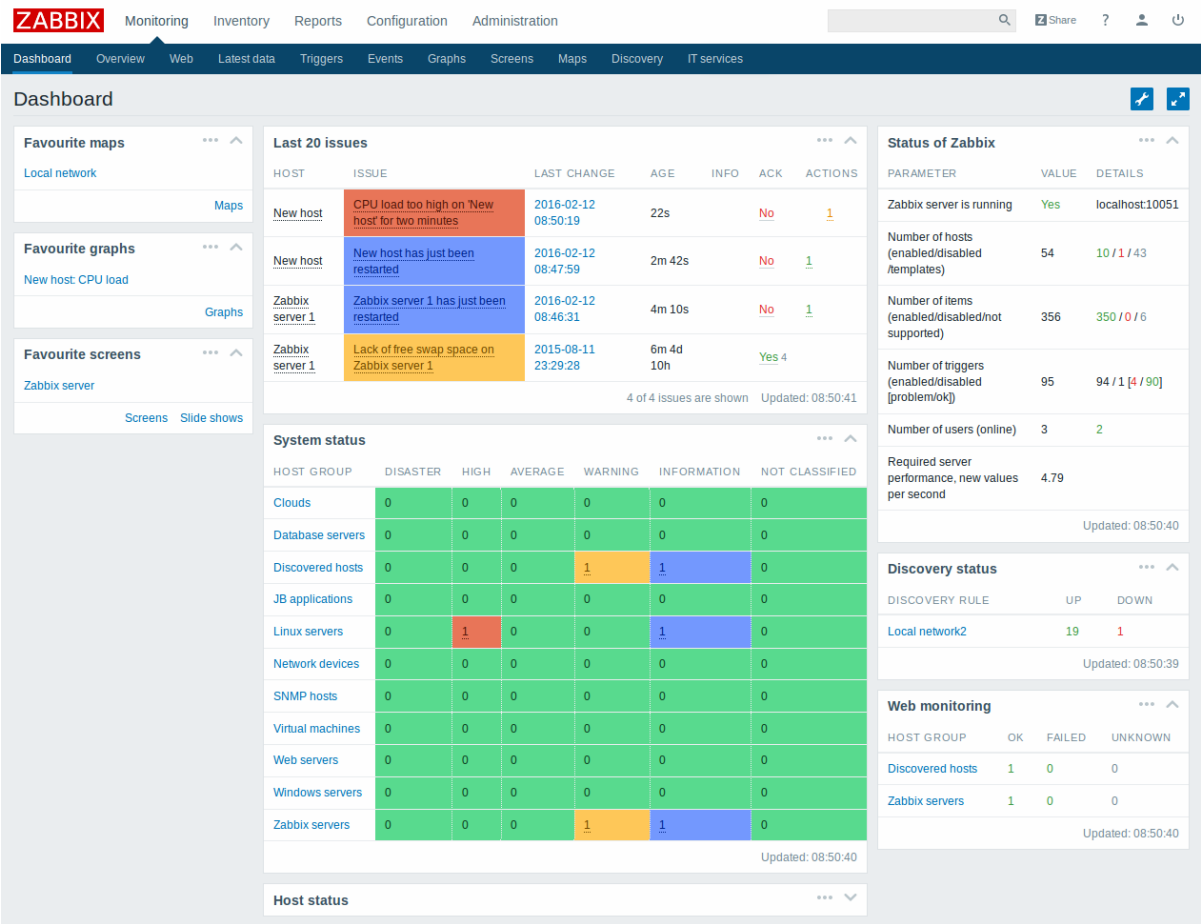 ZABBIX Monitoring Inventory Reports Configuration Administration Z Share ?
Dashboard Overview Web Latest data Triggers Events Graphs Screens Maps Discovery IT services
Dashboard
Favourite maps
Local network
Maps
Favourite graphs
New host: CPU load
Graphs
Favourite screens
Zabbix server
Screens Slide shows
Last 20 issues
HOST ISSUE LAST CHANGE AGE INFO ACK ACTIONS
New host CPU load too high on 'New host' for two minutes 2016-02-12 08:50:19 22s No 1
New host New host has just been restarted 2016-02-12 08:47:59 2m 42s No 1
Zabbix server 1 Zabbix server 1 has just been restarted 2016-02-12 08:46:31 4m 10s No 1
Zabbix server 1 Lack of free swap space on Zabbix server 1 2015-08-11 23:29:28 6m 4d 10h Yes 4
4 of 4 issues are shown Updated: 08:50:41
System status
HOST GROUP DISASTER HIGH AVERAGE WARNING INFORMATION NOT CLASSIFIED
Clouds 0 0 0 0 0 0
Database servers 0 0 0 0 0 0
Discovered hosts 0 0 0 1 1 0
JB applications 0 0 0 0 0 0
Linux servers 0 1 0 0 1 0
Network devices 0 0 0 0 0 0
SNMP hosts 0 0 0 0 0 0
Virtual machines 0 0 0 0 0 0
Web servers 0 0 0 0 0 0
Windows servers 0 0 0 0 0 0
Zabbix servers 0 0 0 1 1 0
Updated: 08:50:40
Host status
Status of Zabbix
PARAMETER VALUE DETAILS
Zabbix server is running Yes localhost:10051
Number of hosts (enabled/disabled /templates) 54 10 / 1 / 43
Number of items (enabled/disabled/not supported) 356 350 / 0 / 6
Number of triggers (enabled/disabled [problem/ok]) 95 94 / 1 [4 / 90]
Number of users (online) 3 2
Required server performance, new values per second 4.79
Updated: 08:50:40
Discovery status
DISCOVERY RULE UP DOWN
Local network2 19 1
Updated: 08:50:39
Web monitoring
HOST GROUP OK FAILED UNKNOWN
Discovered hosts 1 0 0
Zabbix servers 1 0 0
Updated: 08:50:40